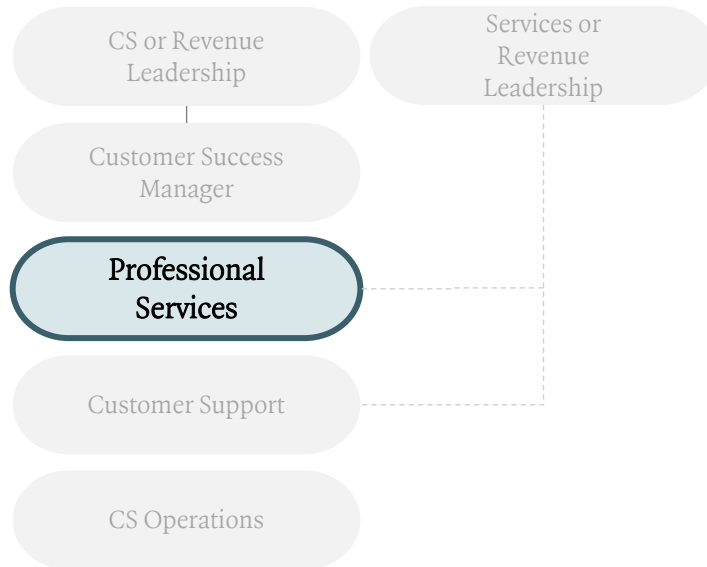 CS or Revenue
Leadership
Services or
Revenue
Leadership
Customer Success
Manager
Professional
Services
Customer Support
CS Operations